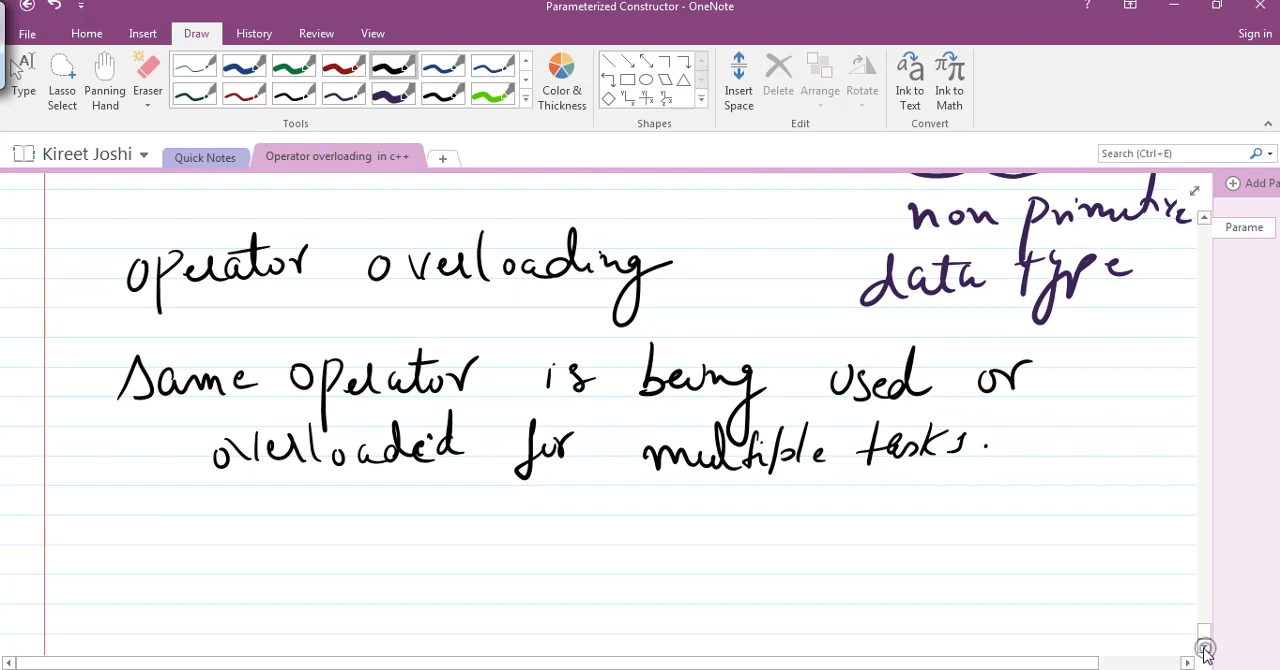 Parameterized Constructor - OneNote
?
File Home Insert Draw History Review View
Sign in
Type
Lasso Select
Panning Hand
Eraser
Color & Thickness
Insert Space
Delete
Arrange
Rotate
Ink to Text
Ink to Math
Tools
Shapes
Edit
Convert
Kireet Joshi
Quick Notes
Operator overloading in c++
Search (Ctrl+E)
Add Pa
Parame
non primitive
data type
operator overloading
same operator is being used or
overloaded for multiple tasks.